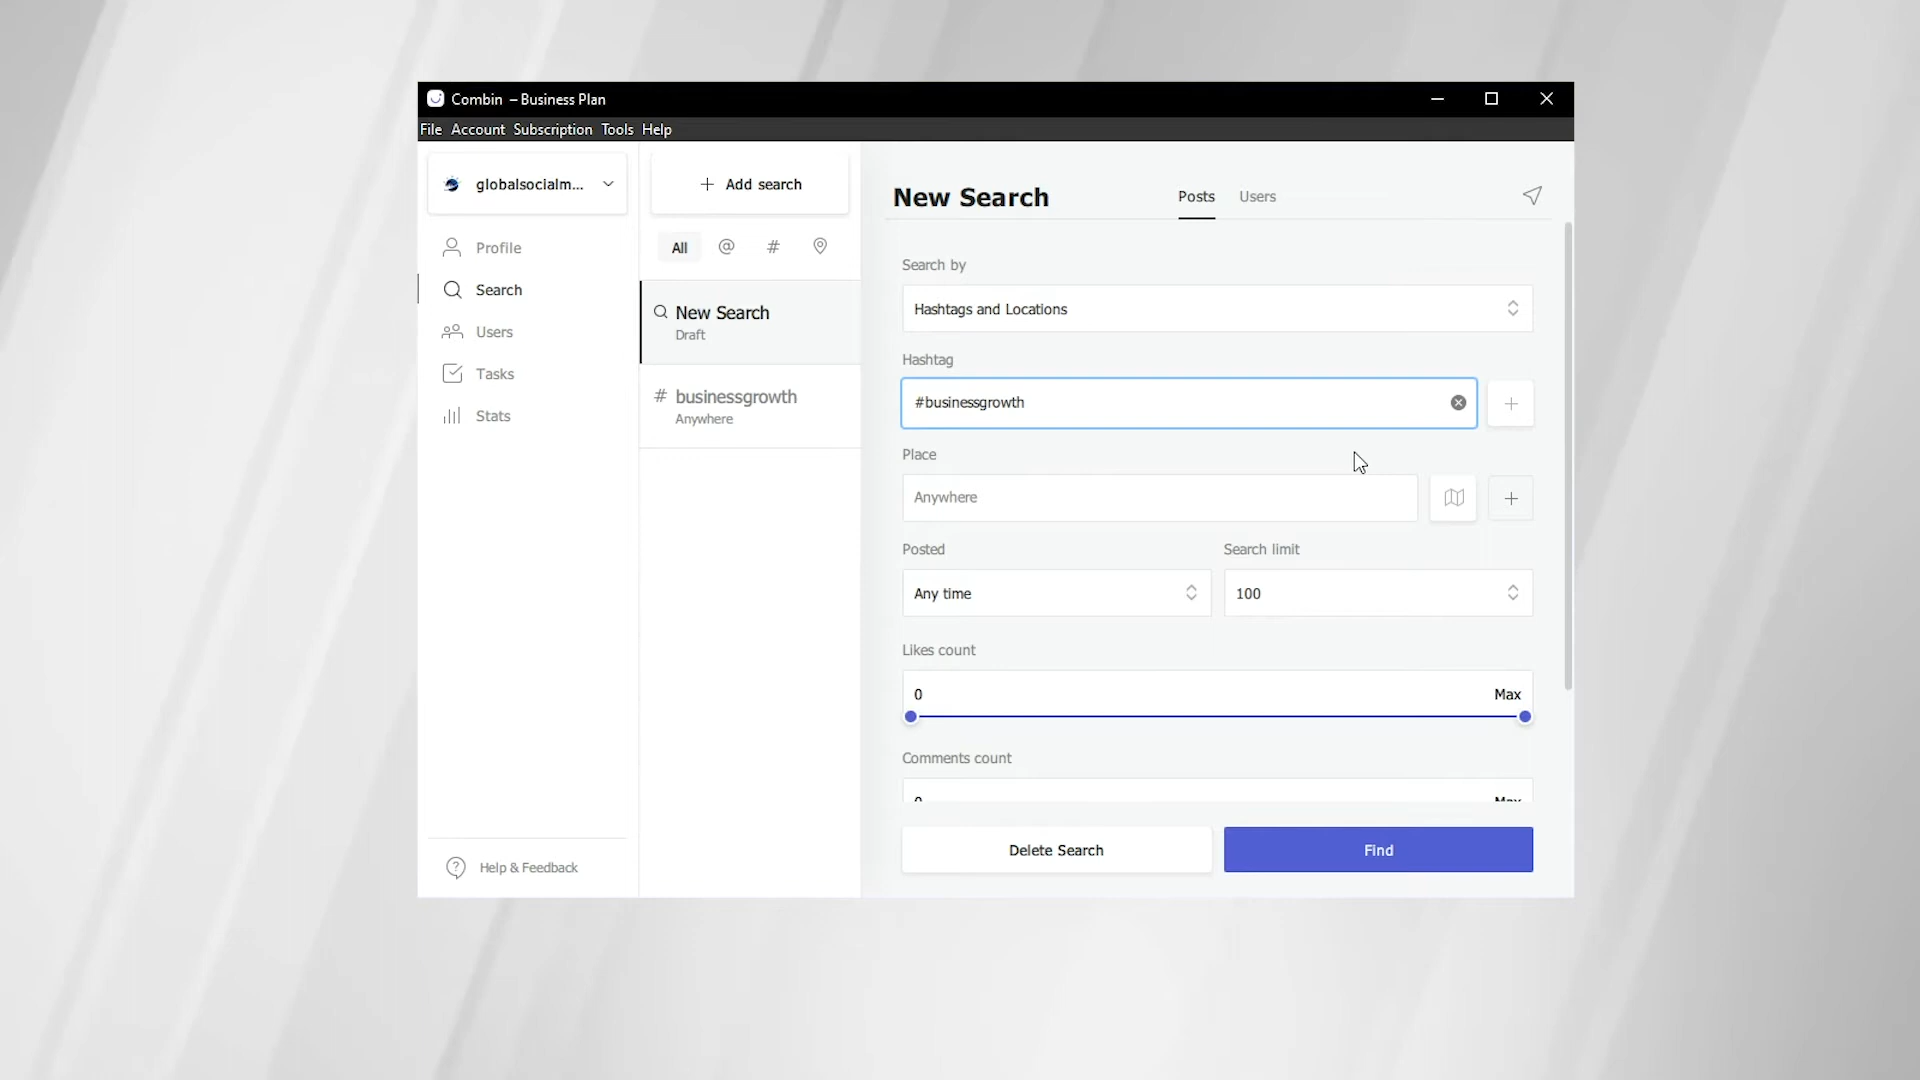 Combin – Business Plan
File Account Subscription Tools Help
globalsocialm...
Profile
Search
Users
Tasks
Stats
Help & Feedback
+ Add search
All @ #
New Search
Draft
# businessgrowth
Anywhere
New Search
Posts Users
Search by
Hashtags and Locations
Hashtag
#businessgrowth
Place
Anywhere
Posted Search limit
Any time 100
Likes count
0 Max
Comments count
0 Max
Delete Search Find